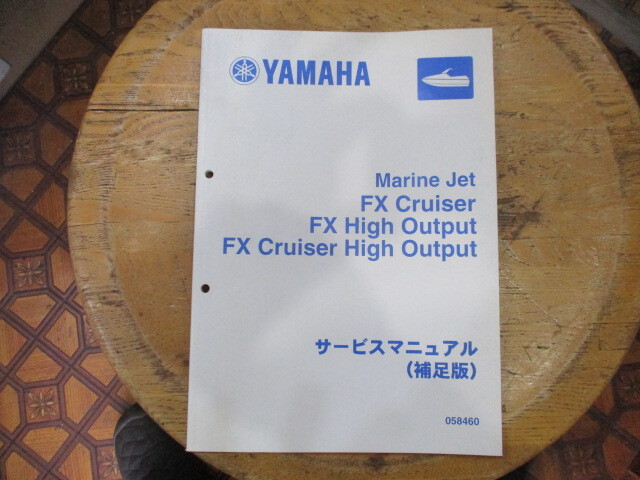 YAMAHA
Marine Jet
FX Cruiser
FX High Output
FX Cruiser High Output
サービスマニュアル
（補足版）
058460